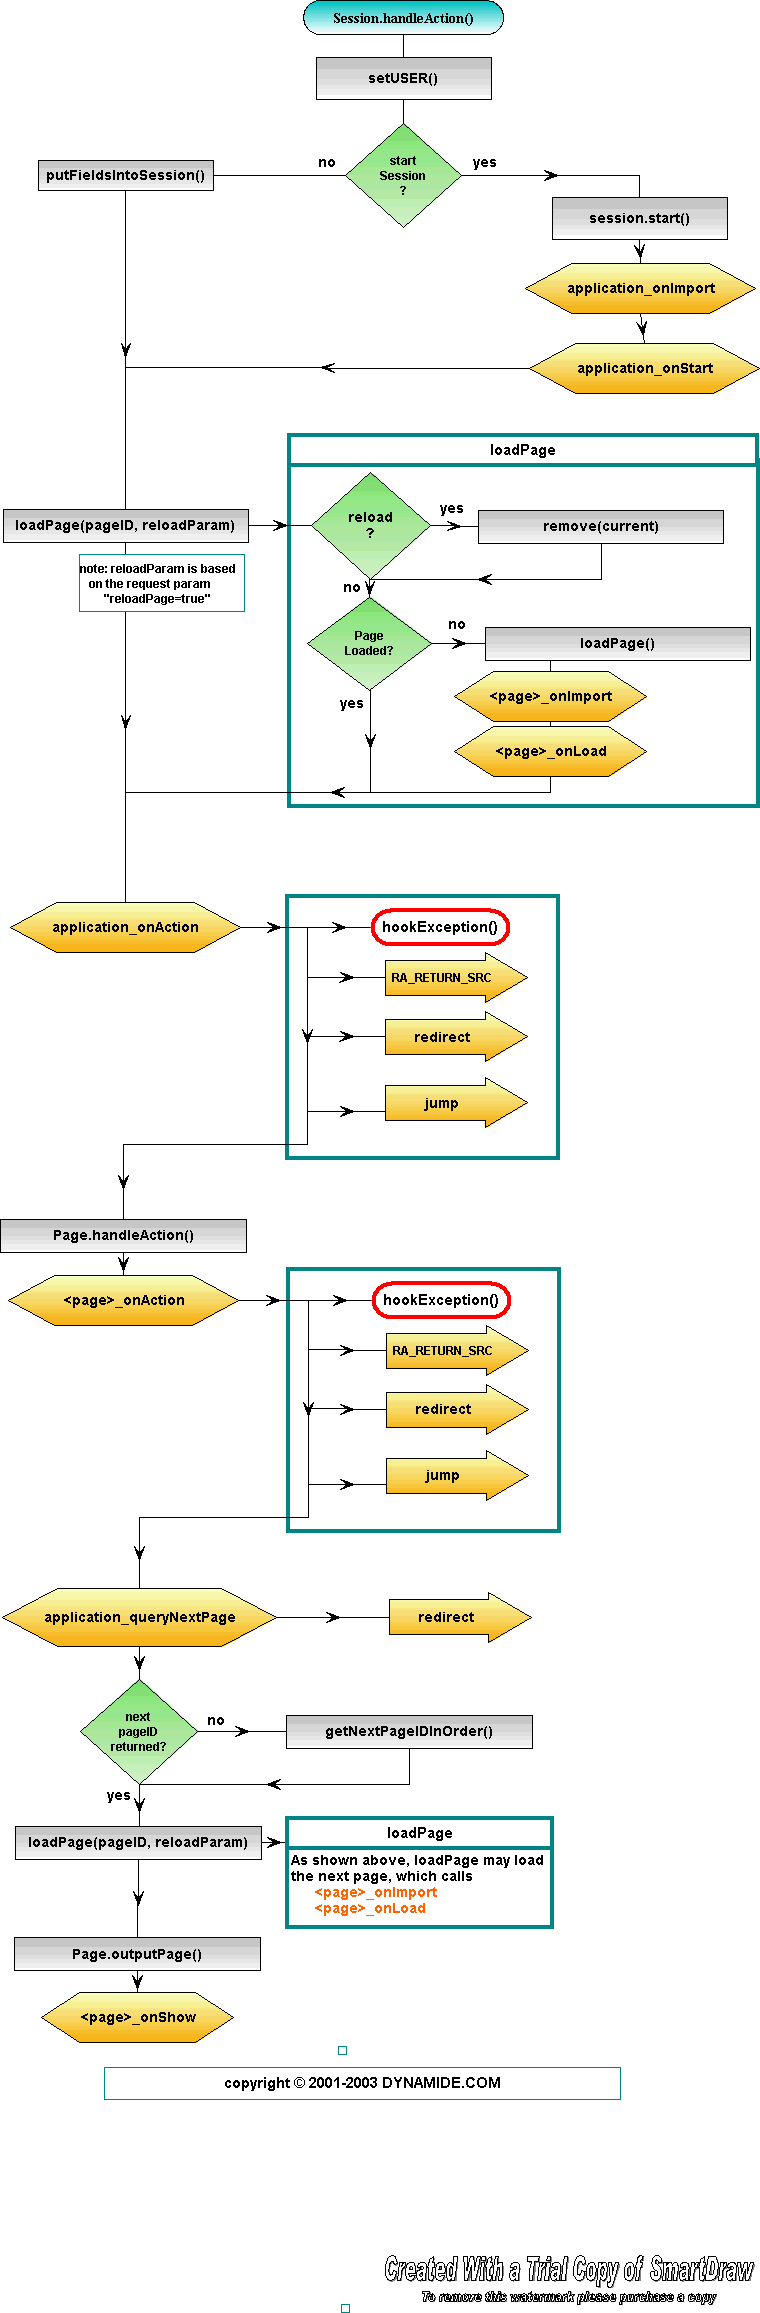 Session.handleAction()
setUSER()
start
Session
?
no
yes
putFieldsIntoSession()
session.start()
application_onImport
application_onStart
loadPage
loadPage(pageID, reloadParam)
reload
?
yes
remove(current)
note: reloadParam is based
on the request param
"reloadPage=true"
no
Page
Loaded?
no
loadPage()
yes
<page>_onImport
<page>_onLoad
application_onAction
hookException()
RA_RETURN_SRC
redirect
jump
Page.handleAction()
<page>_onAction
hookException()
RA_RETURN_SRC
redirect
jump
application_queryNextPage
redirect
next
pageID
returned?
no
getNextPageIDInOrder()
yes
loadPage(pageID, reloadParam)
loadPage
As shown above, loadPage may load
the next page, which calls
<page>_onImport
<page>_onLoad
Page.outputPage()
<page>_onShow
copyright © 2001-2003 DYNAMIDE.COM
Created With a Trial Copy of SmartDraw
To remove this watermark please purchase a copy